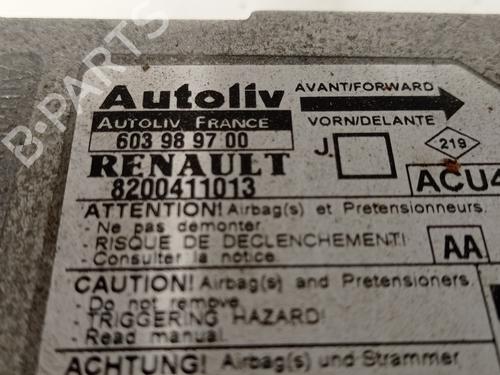 Autoliv
AVANT/FORWARD
AUTOLIV FRANCE
VORN/DELANTE
603 98 97 00
J
219
RENAULT
8200411013
ACU4
ATTENTION! Airbag(s) et Pretensionneurs.
- Ne pas demonter.
- RISQUE DE DECLENCHEMENT!
- Consulter la notice.
AA
CAUTION! Airbag(s) and Pretensioners.
- Do not remove.
- TRIGGERING HAZARD!
- Read manual.
ACHTUNG! Airbag(s) und Strammer
B-PARTS